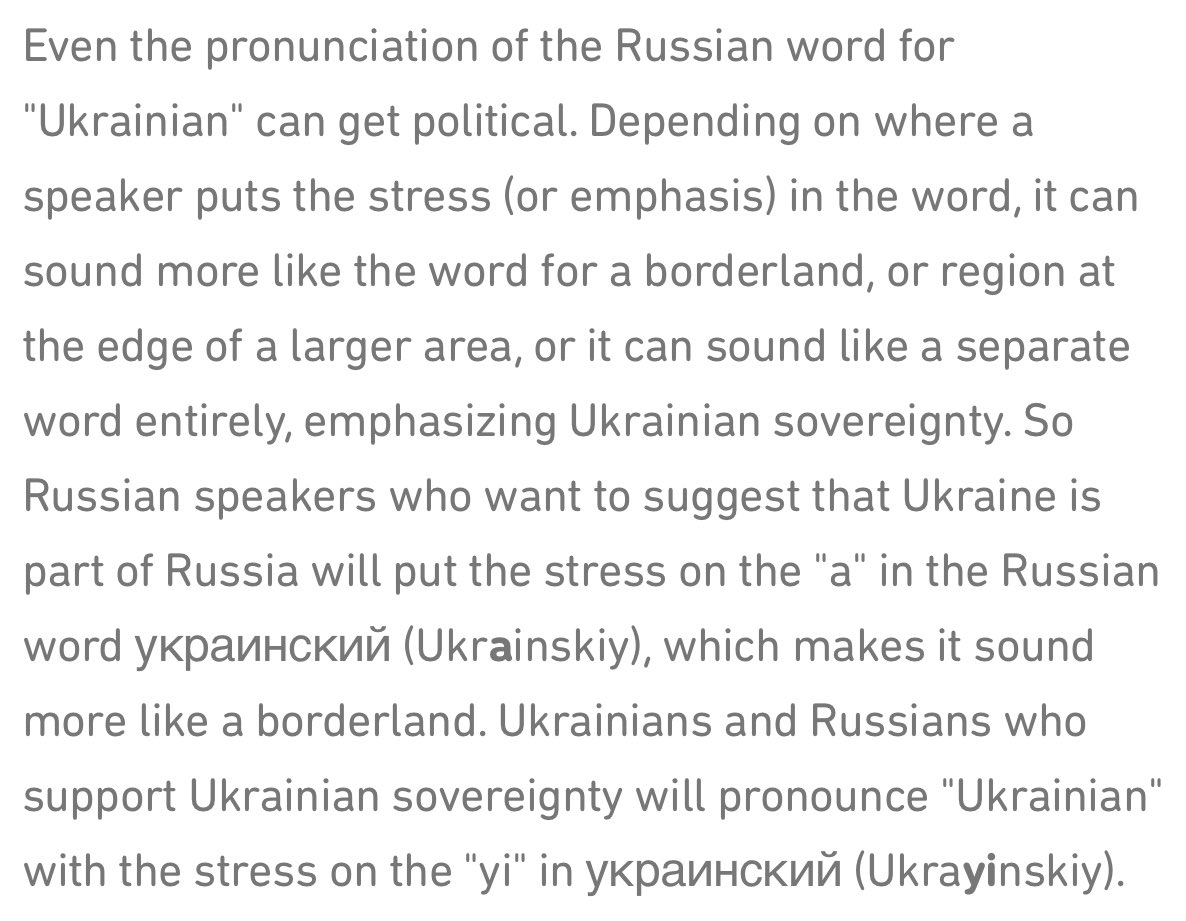 Even the pronunciation of the Russian word for
"Ukrainian" can get political. Depending on where a
speaker puts the stress (or emphasis) in the word, it can
sound more like the word for a borderland, or region at
the edge of a larger area, or it can sound like a separate
word entirely, emphasizing Ukrainian sovereignty. So
Russian speakers who want to suggest that Ukraine is
part of Russia will put the stress on the "a" in the Russian
word украинский (Ukrainskiy), which makes it sound
more like a borderland. Ukrainians and Russians who
support Ukrainian sovereignty will pronounce "Ukrainian"
with the stress on the "yi" in украинский (Ukrayinskiy).